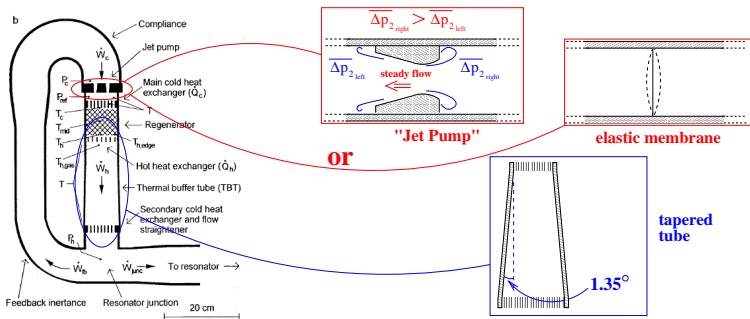 b
Compliance
Jet pump
Ẇc
Pc
Main cold heat
exchanger (Q̇c)
Pref
T
Tc
Regenerator
Tmid
Th
Th,edge
Th,gas
Hot heat exchanger (Q̇h)
Ẇh
T
Thermal buffer tube (TBT)
Secondary cold heat
exchanger and flow
straightener
Ph
Ẇfb
Ẇjunc
To resonator
Feedback inertance
Resonator junction
20 cm
Δp2 right > Δp2 left
Δp2 left
steady flow
Δp2 right
"Jet Pump"
or
elastic membrane
tapered
tube
1.35°